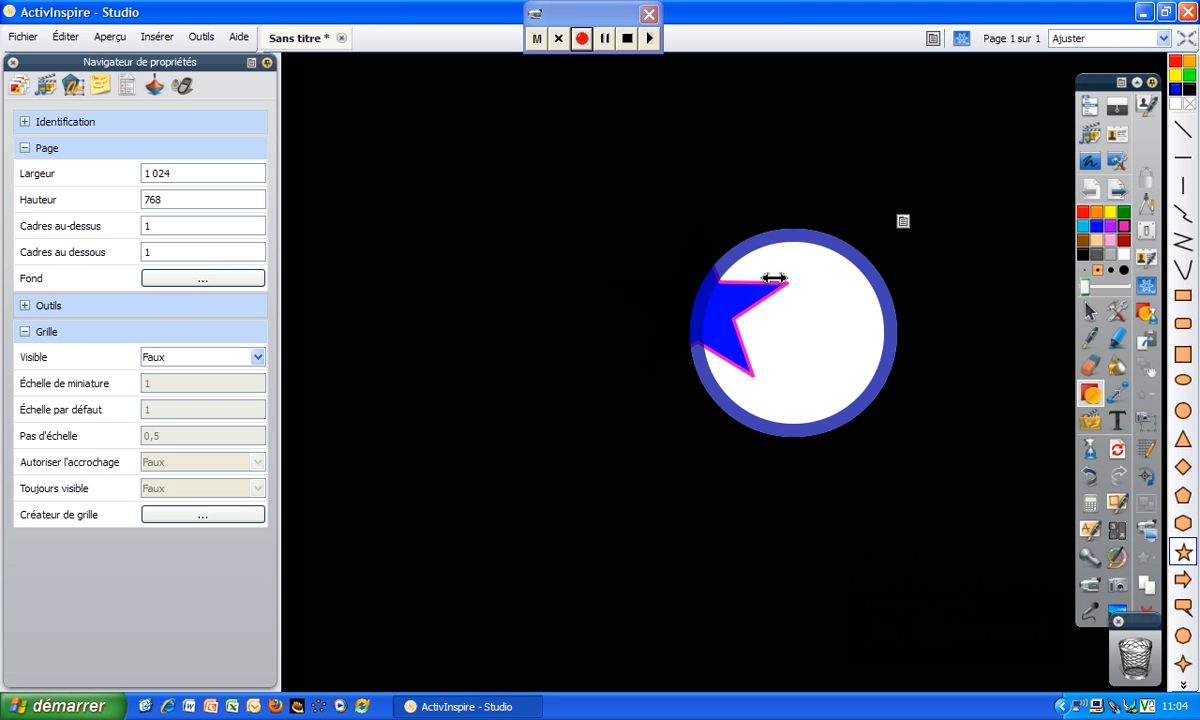 ActivInspire - Studio
Fichier Éditer Aperçu Insérer Outils Aide
Sans titre *
M
Page 1 sur 1
Ajuster
Navigateur de propriétés
Identification
Page
Largeur 1 024
Hauteur 768
Cadres au-dessus 1
Cadres au dessous 1
Fond ...
Outils
Grille
Visible Faux
Échelle de miniature 1
Échelle par défaut 1
Pas d'échelle 0,5
Autoriser l'accrochage Faux
Toujours visible Faux
Créateur de grille ...
démarrer
ActivInspire - Studio
11:04